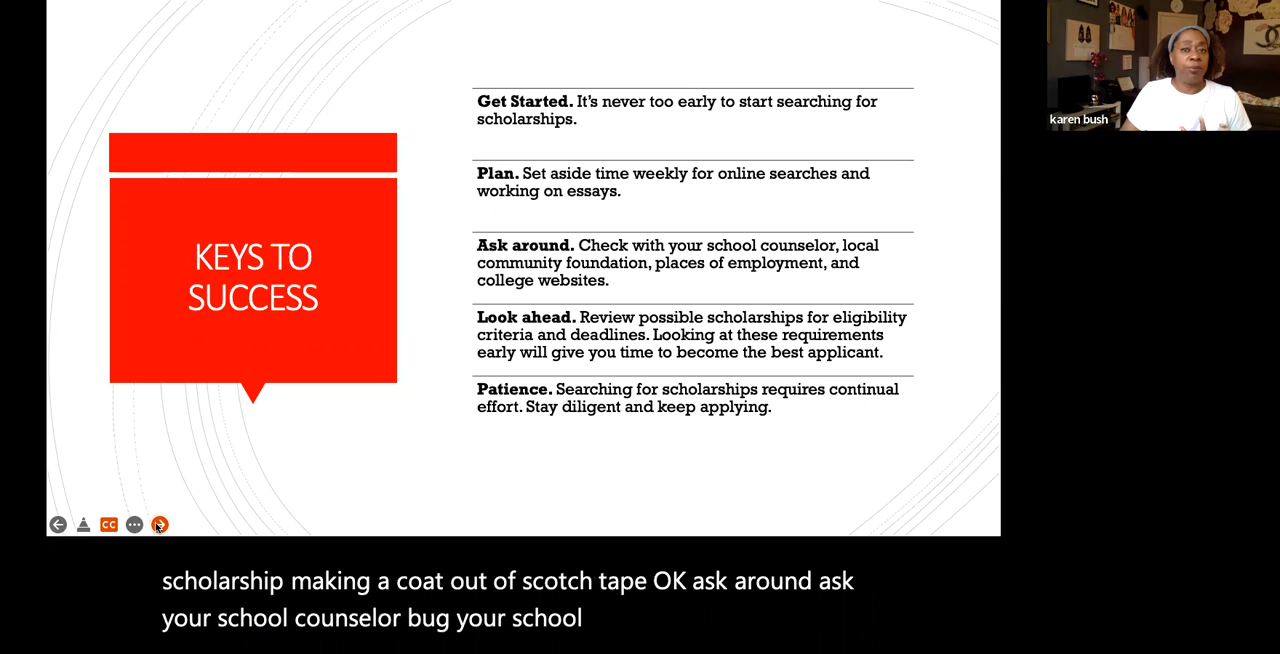 KEYS TO
SUCCESS
Get Started. It's never too early to start searching for
scholarships.
Plan. Set aside time weekly for online searches and
working on essays.
Ask around. Check with your school counselor, local
community foundation, places of employment, and
college websites.
Look ahead. Review possible scholarships for eligibility
criteria and deadlines. Looking at these requirements
early will give you time to become the best applicant.
Patience. Searching for scholarships requires continual
effort. Stay diligent and keep applying.
karen bush
CC
scholarship making a coat out of scotch tape OK ask around ask
your school counselor bug your school